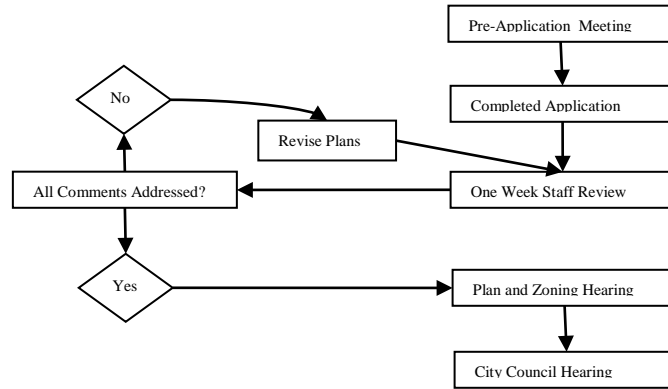 Pre-Application Meeting
No
Completed Application
Revise Plans
All Comments Addressed?
One Week Staff Review
Yes
Plan and Zoning Hearing
City Council Hearing